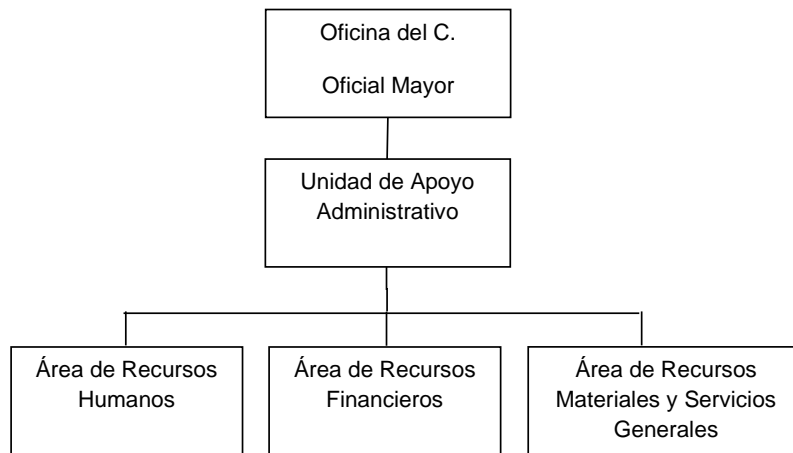 Oficina del C.
Oficial Mayor
Unidad de Apoyo
Administrativo
Área de Recursos
Humanos
Área de Recursos
Financieros
Área de Recursos
Materiales y Servicios
Generales